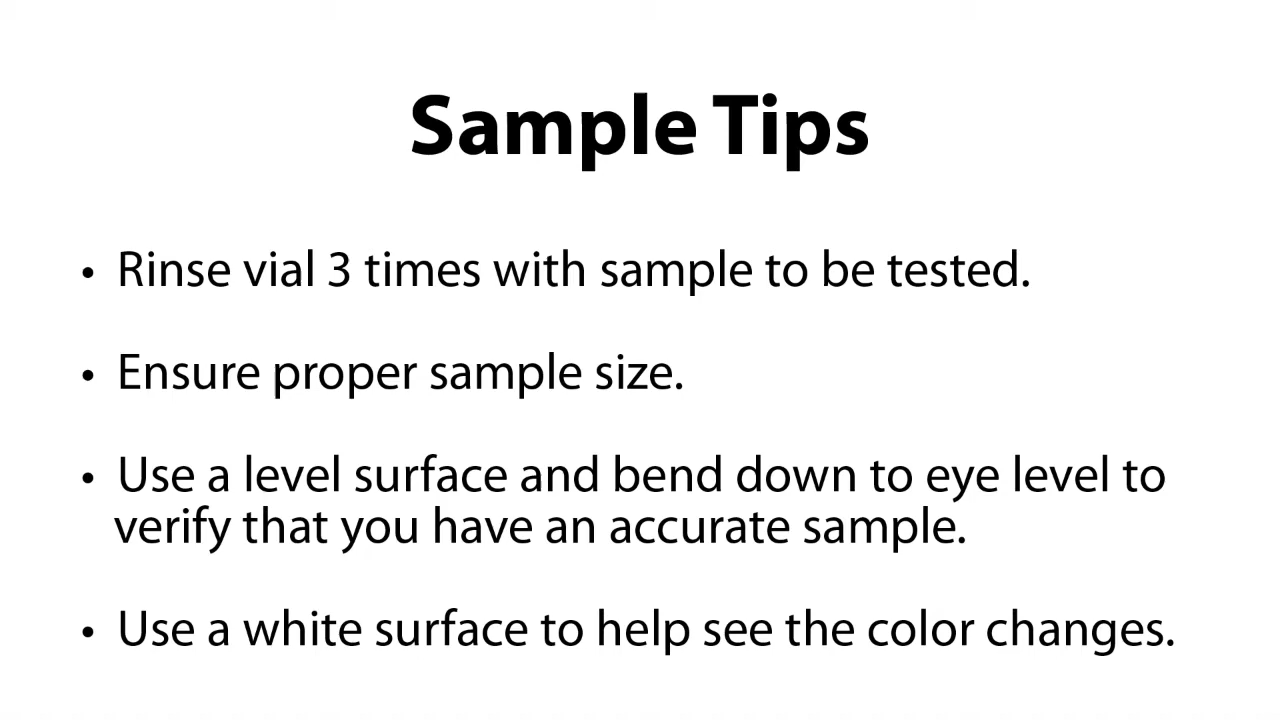 Sample Tips
• Rinse vial 3 times with sample to be tested.
• Ensure proper sample size.
• Use a level surface and bend down to eye level to
verify that you have an accurate sample.
• Use a white surface to help see the color changes.